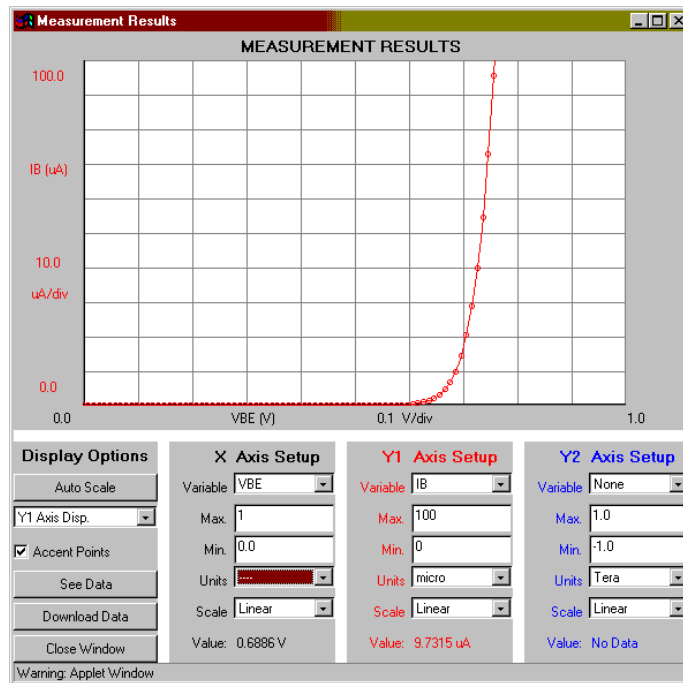 Measurement Results
MEASUREMENT RESULTS
100.0
IB (uA)
10.0
uA/div
0.0
0.0 VBE (V) 0.1 V/div 1.0
Display Options
Auto Scale
Y1 Axis Disp.
Accent Points
See Data
Download Data
Close Window
X Axis Setup
Variable VBE
Max. 1
Min. 0.0
Units ----
Scale Linear
Value: 0.6886 V
Y1 Axis Setup
Variable IB
Max. 100
Min. 0
Units micro
Scale Linear
Value: 9.7315 uA
Y2 Axis Setup
Variable None
Max. 1.0
Min. -1.0
Units Tera
Scale Linear
Value: No Data
Warning: Applet Window